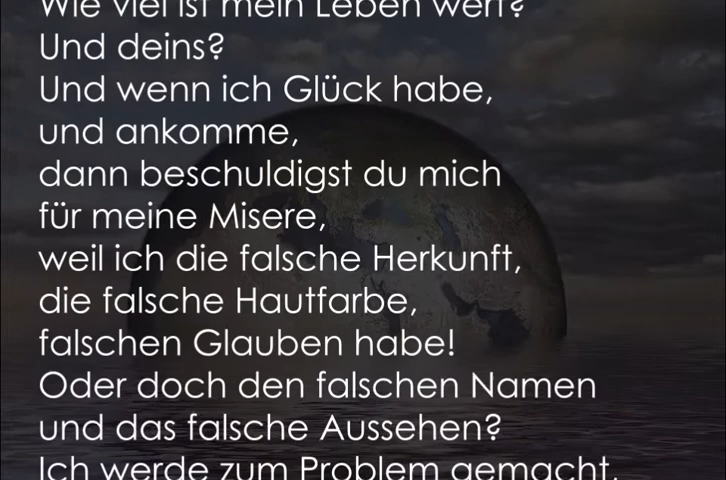 Wie viel ist mein Leben wert?
Und deins?
Und wenn ich Glück habe,
und ankomme,
dann beschuldigst du mich
für meine Misere,
weil ich die falsche Herkunft,
die falsche Hautfarbe,
falschen Glauben habe!
Oder doch den falschen Namen
und das falsche Aussehen?
Ich werde zum Problem gemacht,